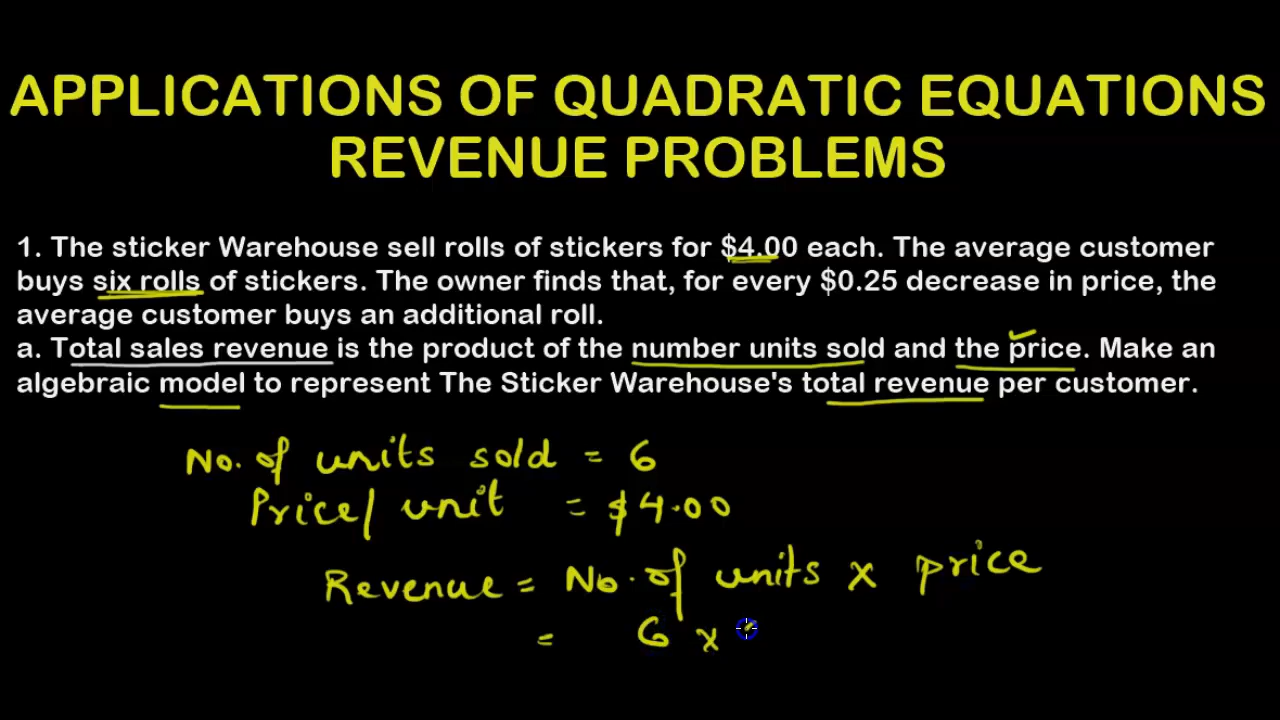 APPLICATIONS OF QUADRATIC EQUATIONS
REVENUE PROBLEMS
1. The sticker Warehouse sell rolls of stickers for $4.00 each. The average customer
buys six rolls of stickers. The owner finds that, for every $0.25 decrease in price, the
average customer buys an additional roll.
a. Total sales revenue is the product of the number units sold and the price. Make an
algebraic model to represent The Sticker Warehouse's total revenue per customer.
No. of units sold = 6
Price/ unit = $4.00
Revenue = No. of units x price
= 6 x